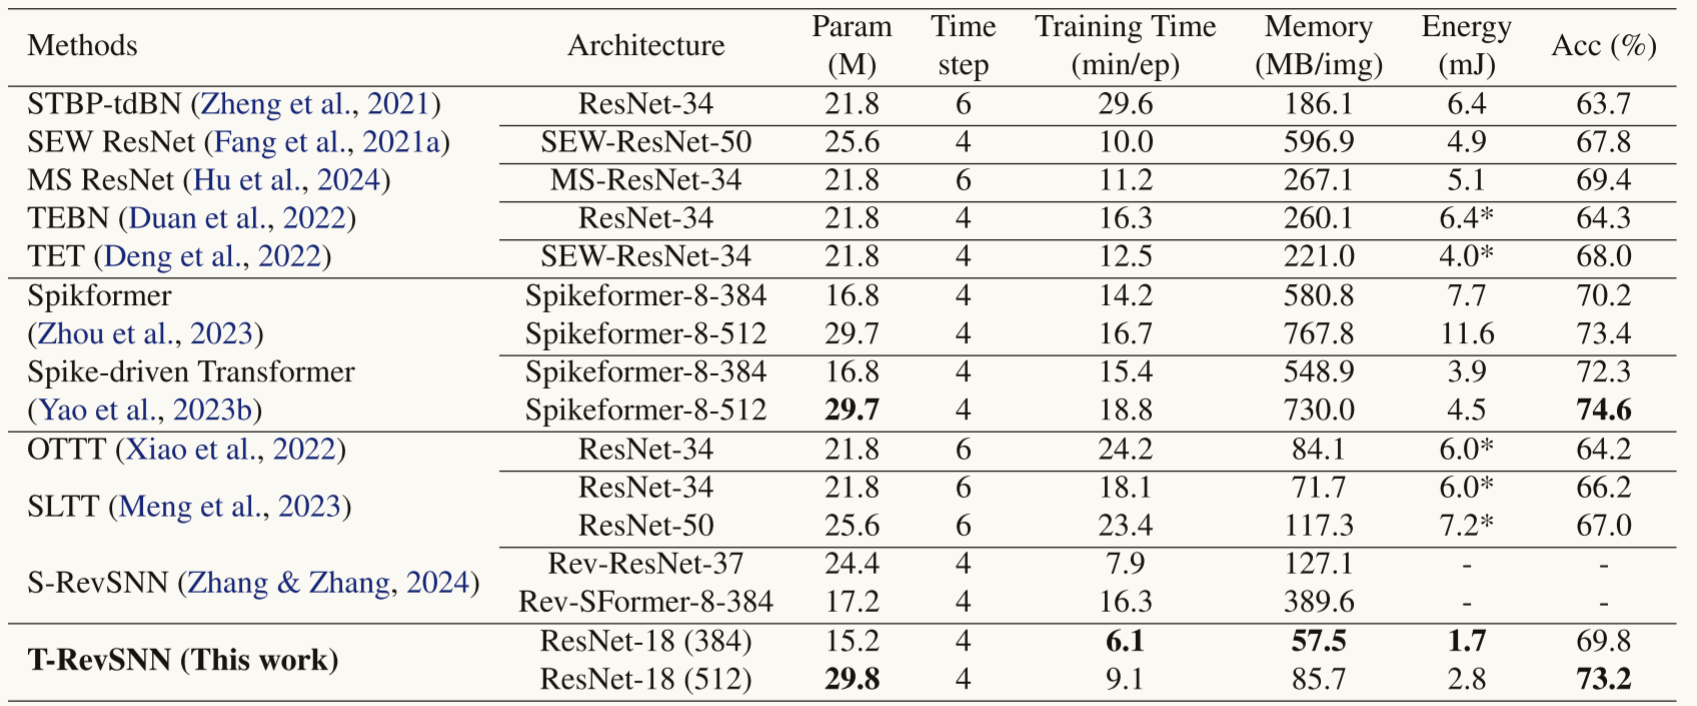 Methods Architecture Param (M) Time step Training Time (min/ep) Memory (MB/img) Energy (mJ) Acc (%)
STBP-tdBN (Zheng et al., 2021) ResNet-34 21.8 6 29.6 186.1 6.4 63.7
SEW ResNet (Fang et al., 2021a) SEW-ResNet-50 25.6 4 10.0 596.9 4.9 67.8
MS ResNet (Hu et al., 2024) MS-ResNet-34 21.8 6 11.2 267.1 5.1 69.4
TEBN (Duan et al., 2022) ResNet-34 21.8 4 16.3 260.1 6.4* 64.3
TET (Deng et al., 2022) SEW-ResNet-34 21.8 4 12.5 221.0 4.0* 68.0
Spikformer Spikeformer-8-384 16.8 4 14.2 580.8 7.7 70.2
(Zhou et al., 2023) Spikeformer-8-512 29.7 4 16.7 767.8 11.6 73.4
Spike-driven Transformer Spikeformer-8-384 16.8 4 15.4 548.9 3.9 72.3
(Yao et al., 2023b) Spikeformer-8-512 29.7 4 18.8 730.0 4.5 74.6
OTTT (Xiao et al., 2022) ResNet-34 21.8 6 24.2 84.1 6.0* 64.2
SLTT (Meng et al., 2023) ResNet-34 21.8 6 18.1 71.7 6.0* 66.2
ResNet-50 25.6 6 23.4 117.3 7.2* 67.0
S-RevSNN (Zhang & Zhang, 2024) Rev-ResNet-37 24.4 4 7.9 127.1 - -
Rev-SFormer-8-384 17.2 4 16.3 389.6 - -
T-RevSNN (This work) ResNet-18 (384) 15.2 4 6.1 57.5 1.7 69.8
ResNet-18 (512) 29.8 4 9.1 85.7 2.8 73.2